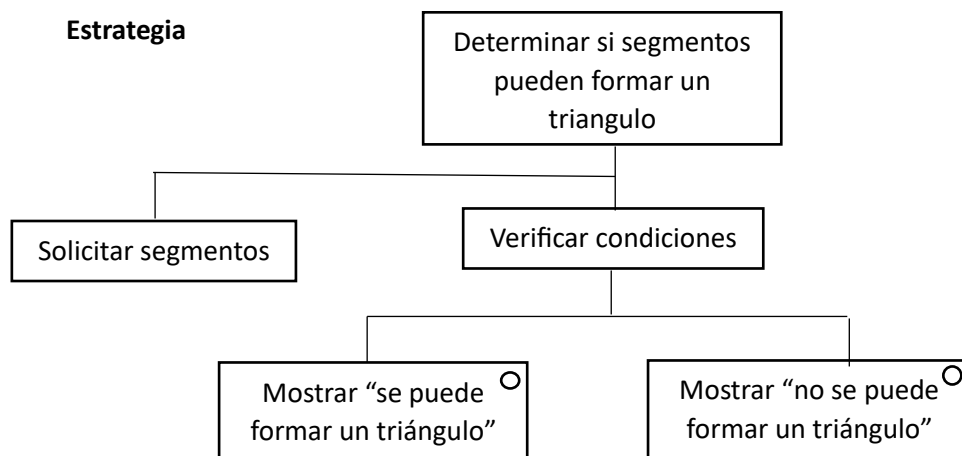 Estrategia
Determinar si segmentos
pueden formar un
triangulo
Solicitar segmentos
Verificar condiciones
Mostrar “se puede
formar un triángulo”
Mostrar “no se puede
formar un triángulo”